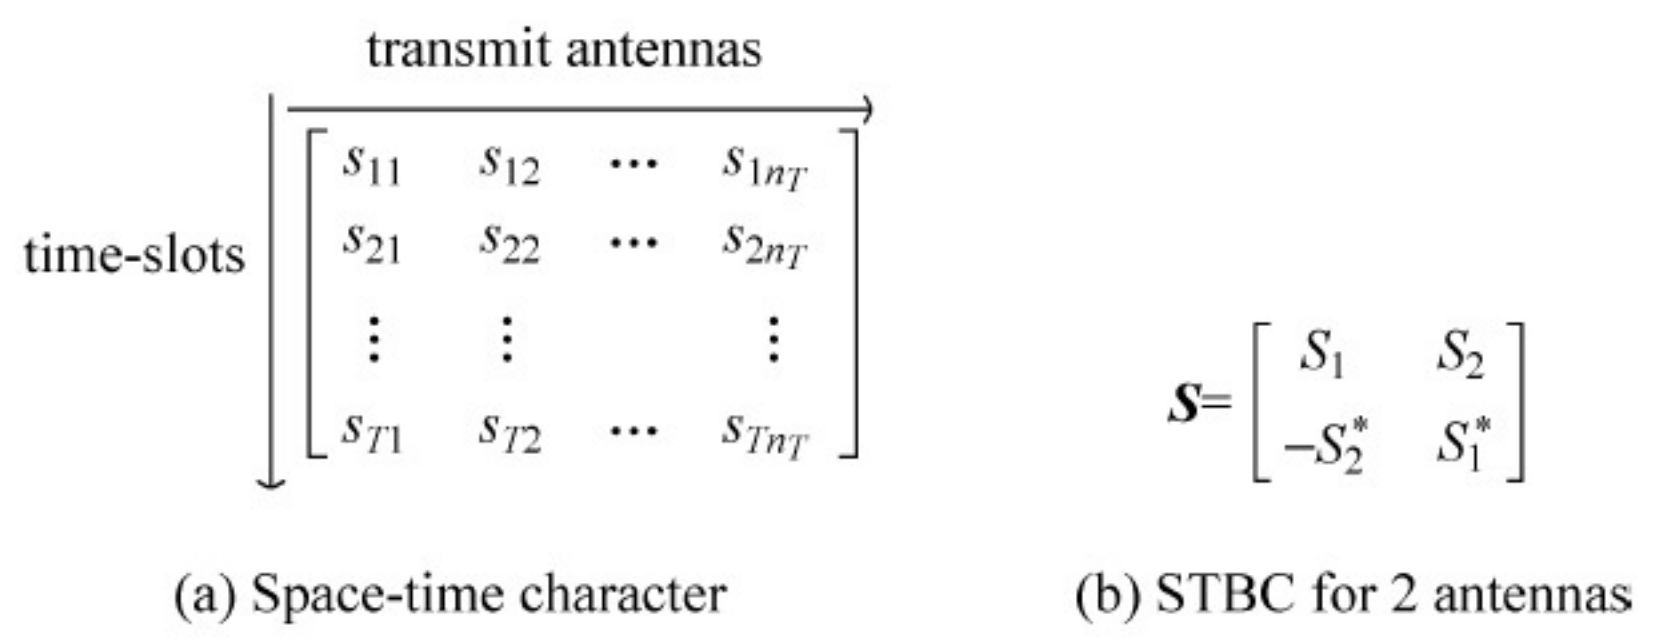 transmit antennas
time-slots
s11 s12 ... s1nT
s21 s22 ... s2nT
⋮ ⋮ ⋮
sT1 sT2 ... sTnT
S= [ S1 S2
−S2* S1* ]
(a) Space-time character
(b) STBC for 2 antennas